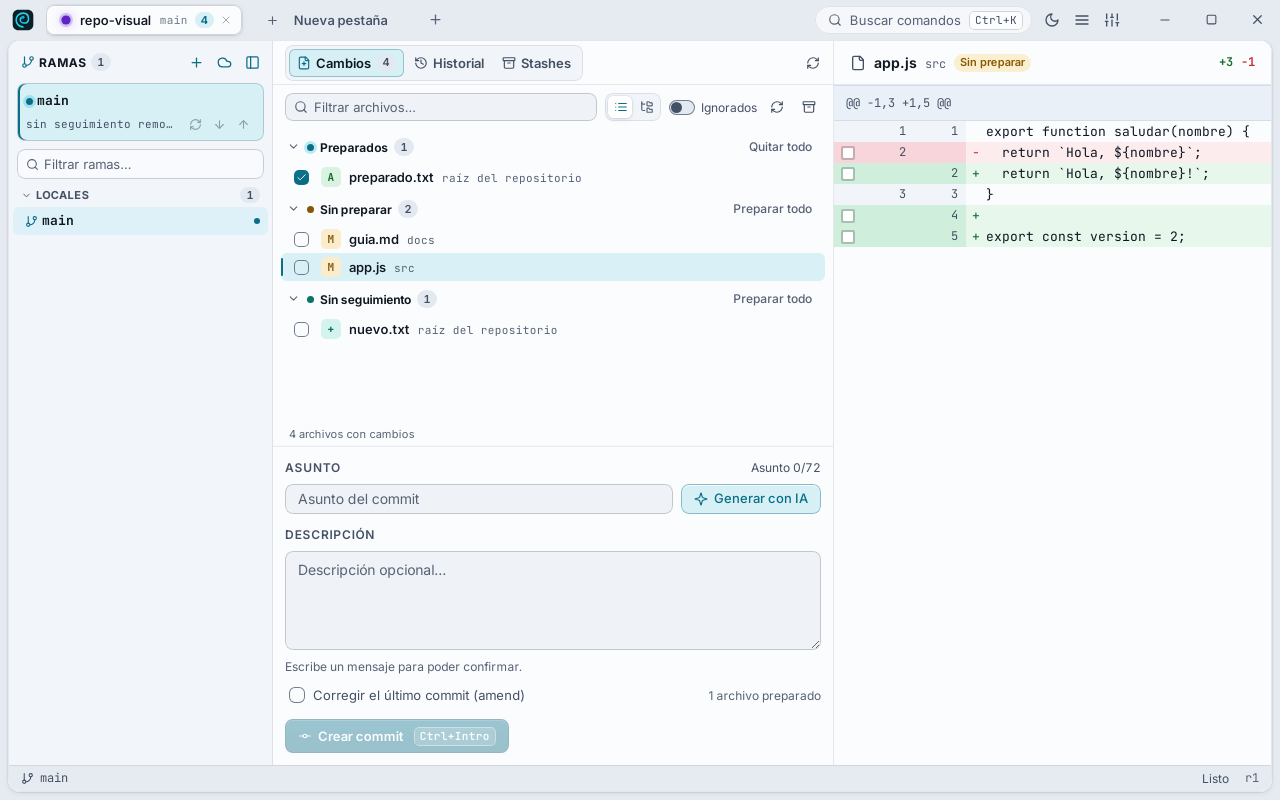 repo-visual main 4
Nueva pestaña
Buscar comandos Ctrl+K
RAMAS 1
main
sin seguimiento remo…
Filtrar ramas…
LOCALES 1
main
Cambios 4
Historial
Stashes
Filtrar archivos…
Ignorados
Preparados 1 Quitar todo
A preparado.txt raíz del repositorio
Sin preparar 2 Preparar todo
M guia.md docs
M app.js src
Sin seguimiento 1 Preparar todo
+ nuevo.txt raíz del repositorio
4 archivos con cambios
ASUNTO Asunto 0/72
Asunto del commit
Generar con IA
DESCRIPCIÓN
Descripción opcional…
Escribe un mensaje para poder confirmar.
Corregir el último commit (amend) 1 archivo preparado
Crear commit Ctrl+Intro
app.js src Sin preparar +3 -1
@@ -1,3 +1,5 @@
1 1 export function saludar(nombre) {
2 - return `Hola, ${nombre}`;
2 + return `Hola, ${nombre}!`;
3 3 }
4 +
5 + export const version = 2;
main
Listo r1